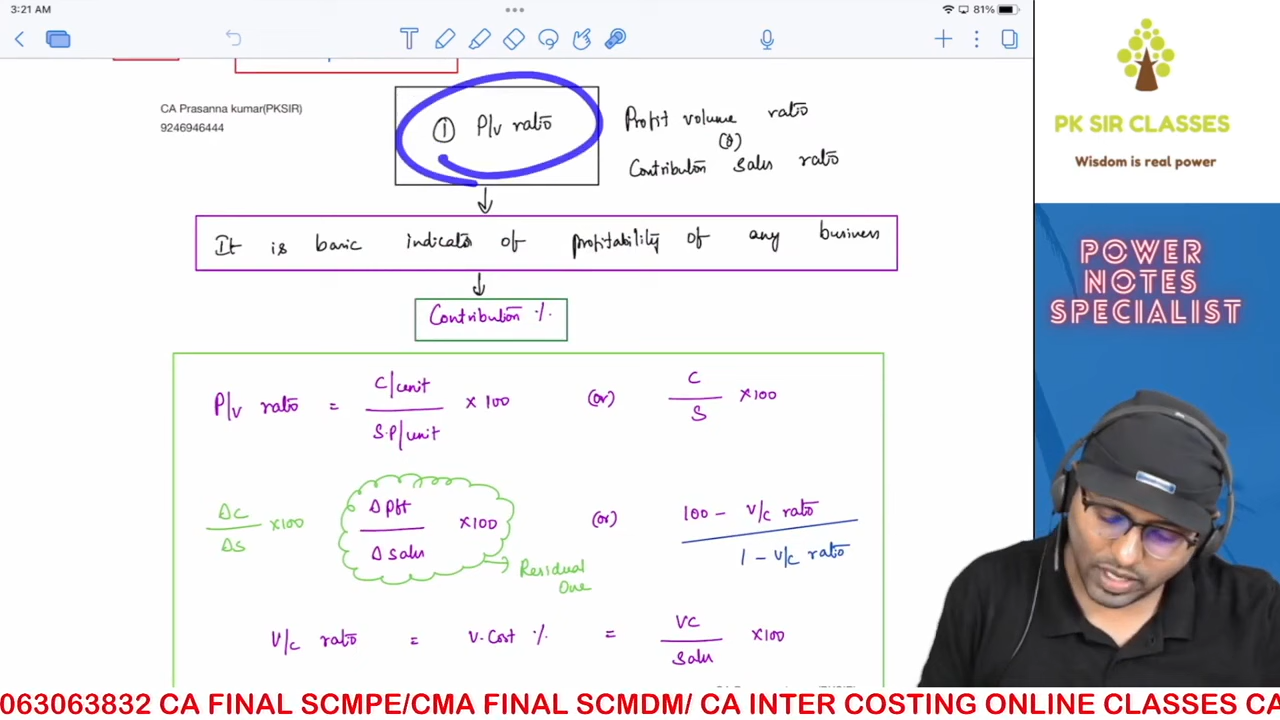 3:21 AM
81%
CA Prasanna kumar(PKSIR)
9246946444
① P/v ratio
Profit volume ratio
(or)
Contribution sales ratio
It is basic indicator of profitability of any business
Contribution %
P/v ratio = C/unit / S.P/unit × 100 (or) C / S × 100
ΔC / ΔS × 100 ΔPft / Δ sales × 100 (or) 100 - v/c ratio
1 - v/c ratio
Residual
One
V/c ratio = V.Cost % = VC / Sales × 100
PK SIR CLASSES
Wisdom is real power
POWER
NOTES
SPECIALIST
063063832 CA FINAL SCMPE/CMA FINAL SCMDM/ CA INTER COSTING ONLINE CLASSES CA